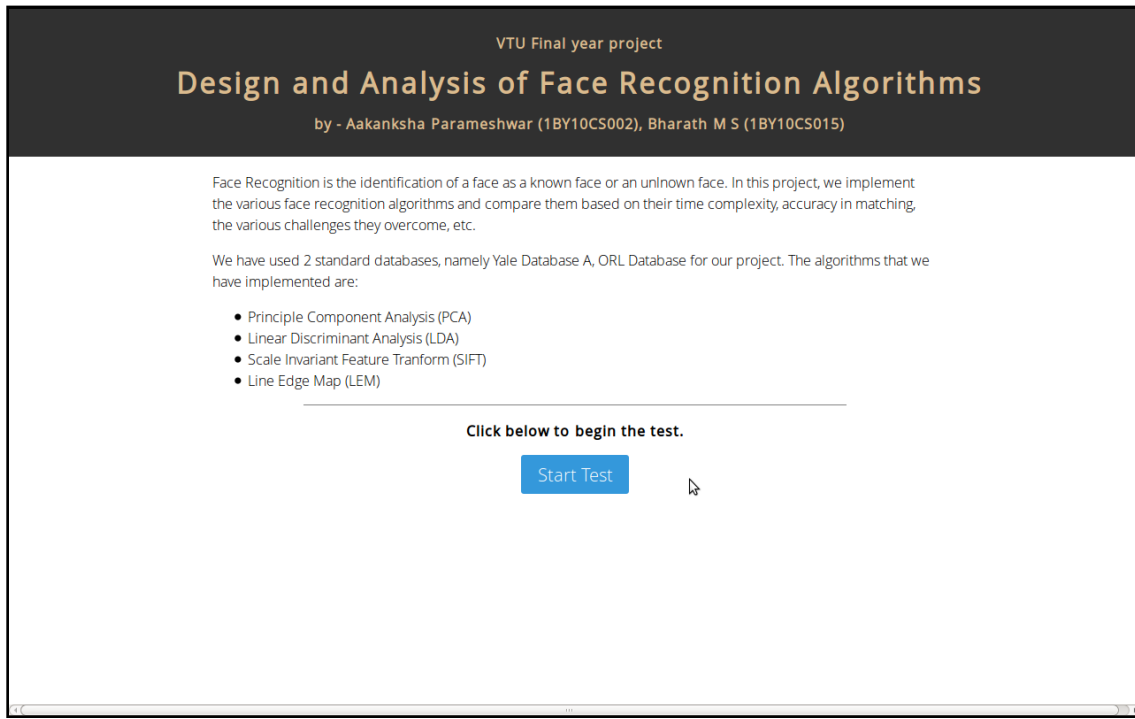 VTU Final year project
Design and Analysis of Face Recognition Algorithms
by - Aakanksha Parameshwar (1BY10CS002), Bharath M S (1BY10CS015)
Face Recognition is the identification of a face as a known face or an unlnown face. In this project, we implement
the various face recognition algorithms and compare them based on their time complexity, accuracy in matching,
the various challenges they overcome, etc.
We have used 2 standard databases, namely Yale Database A, ORL Database for our project. The algorithms that we
have implemented are:
● Principle Component Analysis (PCA)
● Linear Discriminant Analysis (LDA)
● Scale Invariant Feature Tranform (SIFT)
● Line Edge Map (LEM)
Click below to begin the test.
Start Test